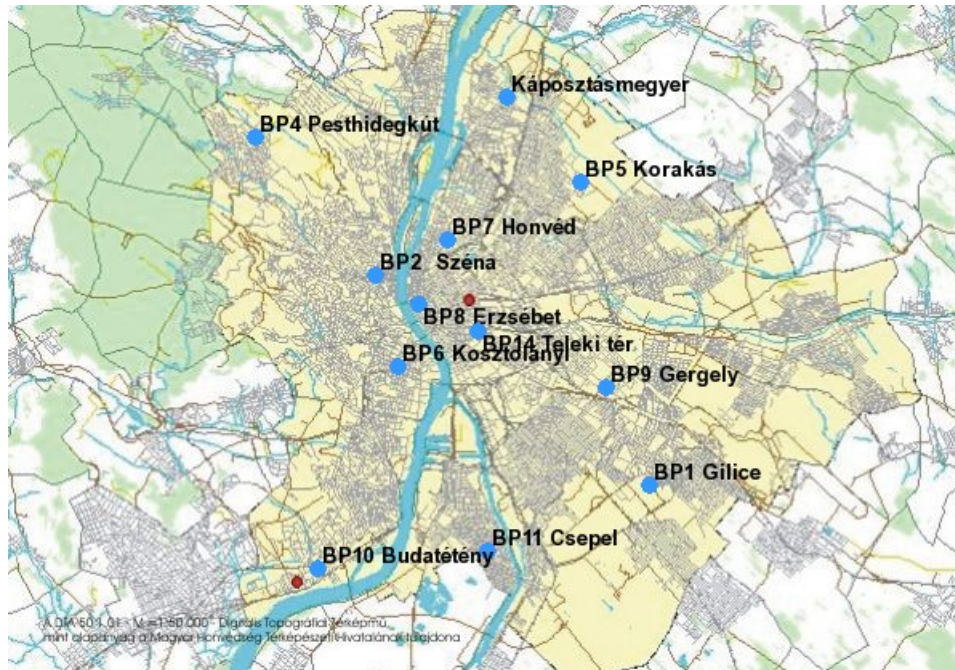 Káposztásmegyer
BP4 Pesthidegkút
BP5 Korakás
BP7 Honvéd
BP2 Széna
BP8 Erzsébet
BP14 Teleki tér
BP6 Kosztolányi
BP9 Gergely
BP1 Gilice
BP11 Csepel
BP10 Budatétény
A DTA-50 1.01 - M =1:50 000 Digitális Topográfiai Térképmű,
mint alapanyag a Magyar Honvédség Térképészeti Hivatalának tulajdona